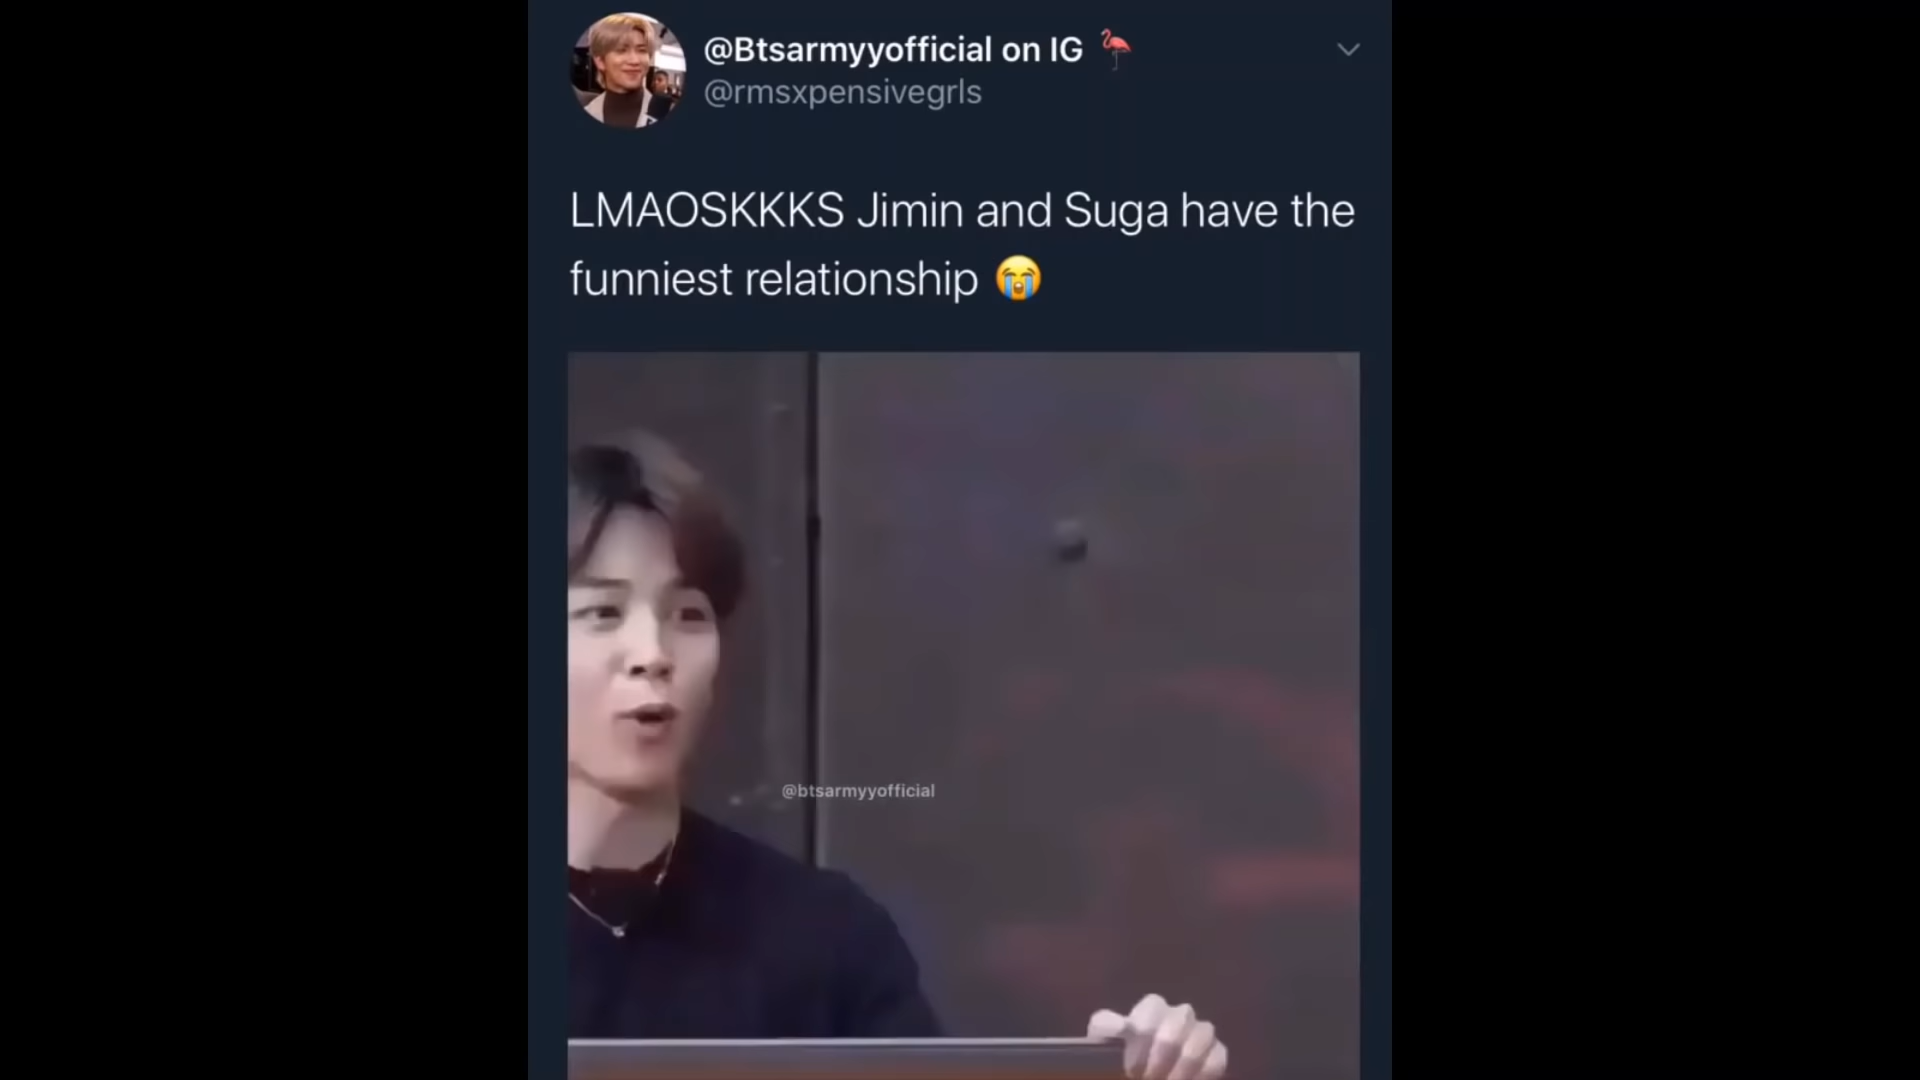 @Btsarmyyofficial on IG 🦩
@rmsxpensivegrls
LMAOSKKKS Jimin and Suga have the
funniest relationship 😭
@btsarmyyofficial